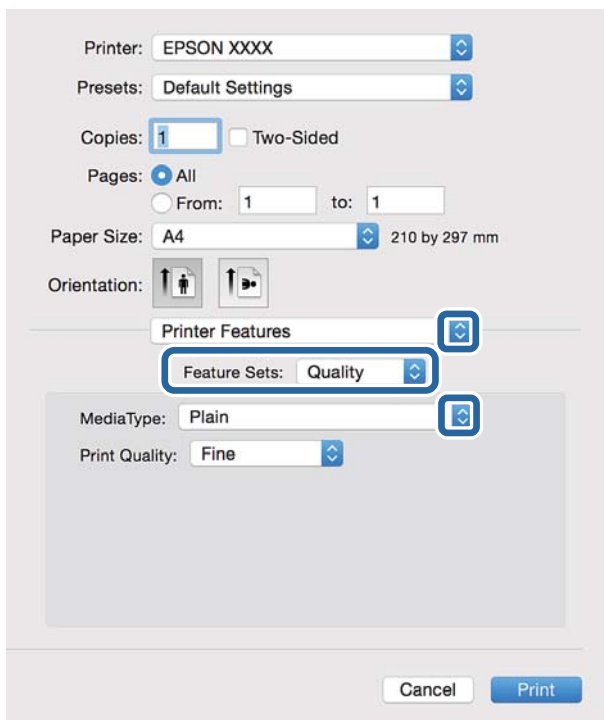 Printer: EPSON XXXX
Presets: Default Settings
Copies: 1 Two-Sided
Pages: All
From: 1 to: 1
Paper Size: A4 210 by 297 mm
Orientation:
Printer Features
Feature Sets: Quality
MediaType: Plain
Print Quality: Fine
Cancel Print